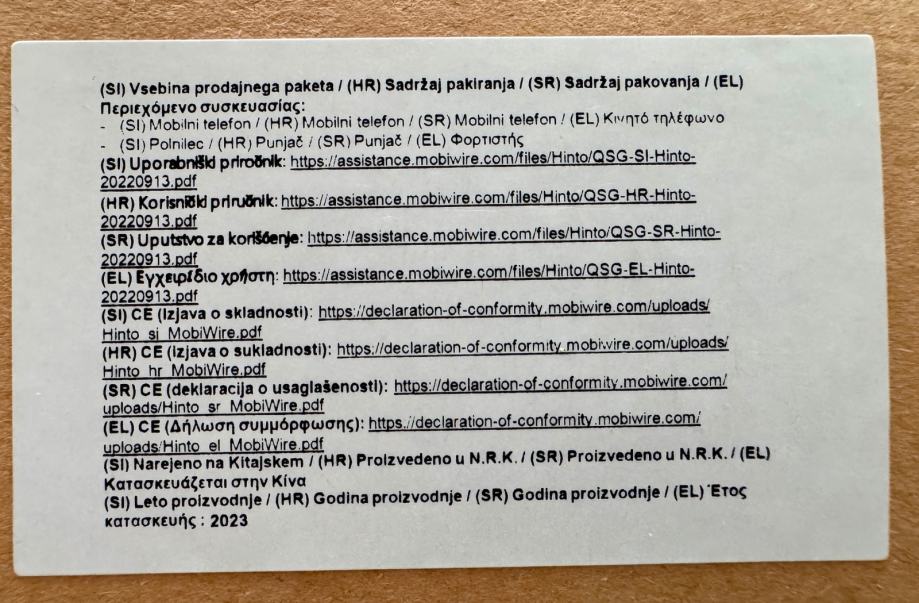 (SI) Vsebina prodajnega paketa / (HR) Sadržaj pakiranja / (SR) Sadržaj pakovanja / (EL)
Περιεχόμενο συσκευασίας:
- (SI) Mobilni telefon / (HR) Mobilni telefon / (SR) Mobilni telefon / (EL) Κινητό τηλέφωνο
- (SI) Polnilec / (HR) Punjač / (SR) Punjač / (EL) Φορτιστής
(SI) Uporabniški priročnik: https://assistance.mobiwire.com/files/Hinto/QSG-SI-Hinto-
20220913.pdf
(HR) Korisnički priručnik: https://assistance.mobiwire.com/files/Hinto/QSG-HR-Hinto-
20220913.pdf
(SR) Uputstvo za korišćenje: https://assistance.mobiwire.com/files/Hinto/QSG-SR-Hinto-
20220913.pdf
(EL) Εγχειρίδιο χρήστη: https://assistance.mobiwire.com/files/Hinto/QSG-EL-Hinto-
20220913.pdf
(SI) CE (Izjava o skladnosti): https://declaration-of-conformity.mobiwire.com/uploads/
Hinto_si_MobiWire.pdf
(HR) CE (izjava o sukladnosti): https://declaration-of-conformity.mobiwire.com/uploads/
Hinto_hr_MobiWire.pdf
(SR) CE (deklaracija o usaglašenosti): https://declaration-of-conformity.mobiwire.com/
uploads/Hinto_sr_MobiWire.pdf
(EL) CE (Δήλωση συμμόρφωσης): https://declaration-of-conformity.mobiwire.com/
uploads/Hinto_el_MobiWire.pdf
(SI) Narejeno na Kitajskem / (HR) Proizvedeno u N.R.K. / (SR) Proizvedeno u N.R.K. / (EL)
Κατασκευάζεται στην Κίνα
(SI) Leto proizvodnje / (HR) Godina proizvodnje / (SR) Godina proizvodnje / (EL) Έτος
κατασκευής : 2023